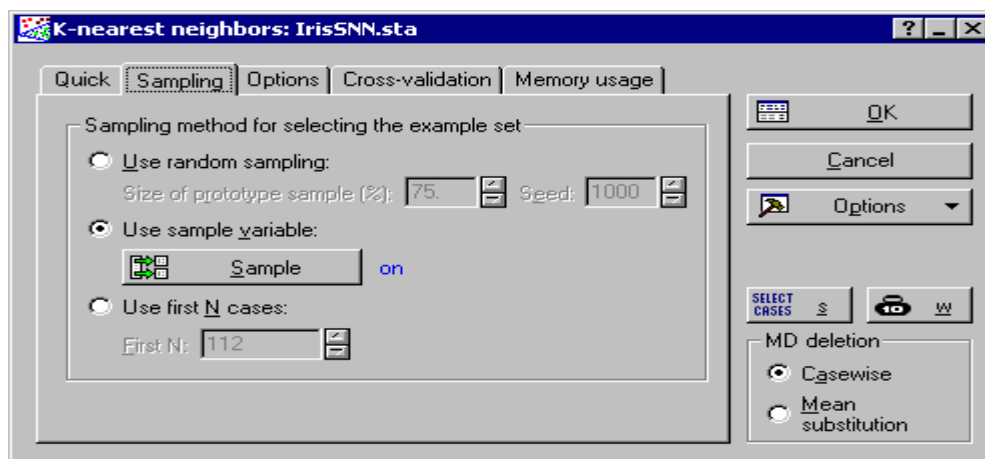 K-nearest neighbors: IrisSNN.sta
Quick Sampling Options Cross-validation Memory usage
Sampling method for selecting the example set
Use random sampling:
Size of prototype sample (%): 75. Seed: 1000
Use sample variable:
Sample on
Use first N cases:
First N: 112
OK
Cancel
Options
SELECT CASES S
10 W
MD deletion
Casewise
Mean substitution